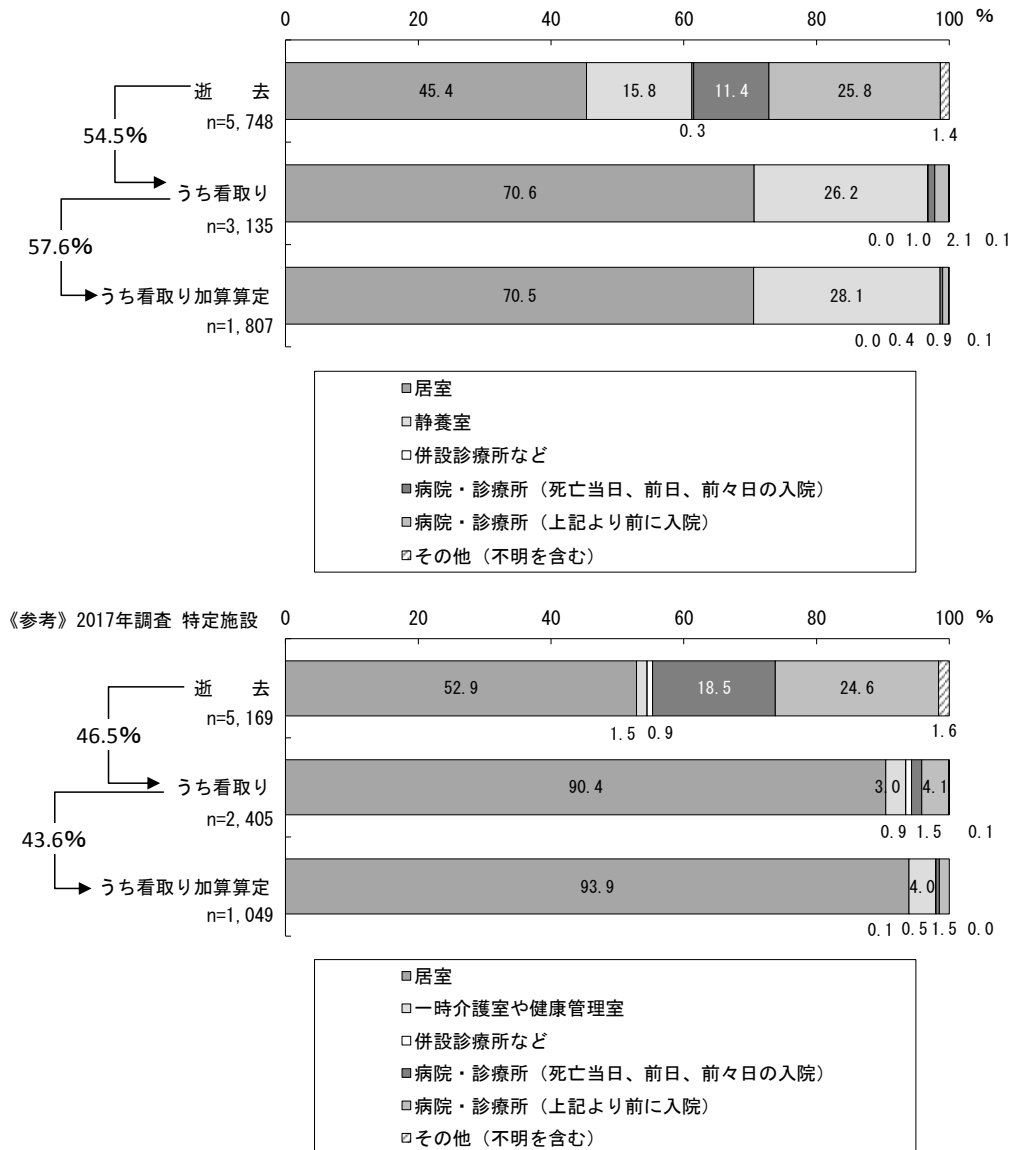 0 20 40 60 80 100 %
逝　去
n=5,748
45.4 15.8 11.4 25.8
0.3 1.4
54.5%
うち看取り
n=3,135
70.6 26.2
0.0 1.0 2.1 0.1
57.6%
うち看取り加算算定
n=1,807
70.5 28.1
0.0 0.4 0.9 0.1
居室
静養室
併設診療所など
病院・診療所（死亡当日、前日、前々日の入院）
病院・診療所（上記より前に入院）
その他（不明を含む）
《参考》2017年調査 特定施設
0 20 40 60 80 100 %
逝　去
n=5,169
52.9 18.5 24.6
1.5 0.9 1.6
46.5%
うち看取り
n=2,405
90.4 3.0 4.1
0.9 1.5 0.1
43.6%
うち看取り加算算定
n=1,049
93.9 4.0
0.1 0.5 1.5 0.0
居室
一時介護室や健康管理室
併設診療所など
病院・診療所（死亡当日、前日、前々日の入院）
病院・診療所（上記より前に入院）
その他（不明を含む）